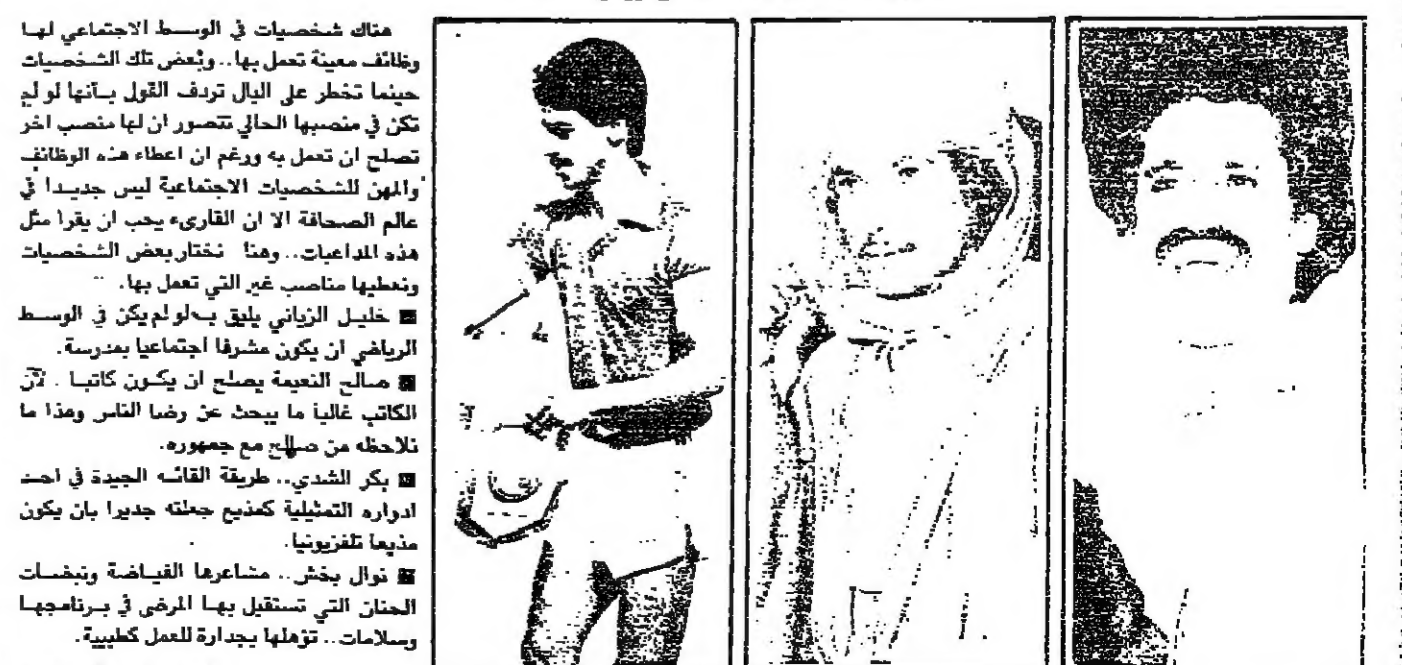 هناك شخصيات في الوسط الاجتماعي لها
وظائف معينة تعمل بها.. وبعض تلك الشخصيات
حينما تخطر على البال تردف القول بأنها لو لم
تكن في منصبها الحالي نتصور ان لها منصب اخر
تصلح ان تعمل به ورغم ان اعطاء هذه الوظائف
والمهن للشخصيات الاجتماعية ليس جديدا في
عالم الصحافة الا ان القارىء يحب ان يقرا مثل
هذه المداعبات.. وهنا نختار بعض الشخصيات
ونعطيها مناصب غير التي تعمل بها.
خليل الزياني يليق به لو لم يكن في الوسط
الرياضي ان يكون مشرفا اجتماعيا بمدرسة.
صالح النعيمة يصلح ان يكون كاتبا . لأن
الكاتب غالبا ما يبحث عن رضا الناس وهذا ما
نلاحظه من صالح مع جمهوره.
بكر الشدي.. طريقة القائه الجيدة في احد
ادواره التمثيلية كمذيع جعلته جديرا بان يكون
مذيعا تلفزيونيا.
نوال بخش.. مشاعرها الفياضة ونبضات
الحنان التي تستقبل بها المرضى في برنامجها
وسلامات.. تؤهلها بجدارة للعمل كطبيبة.